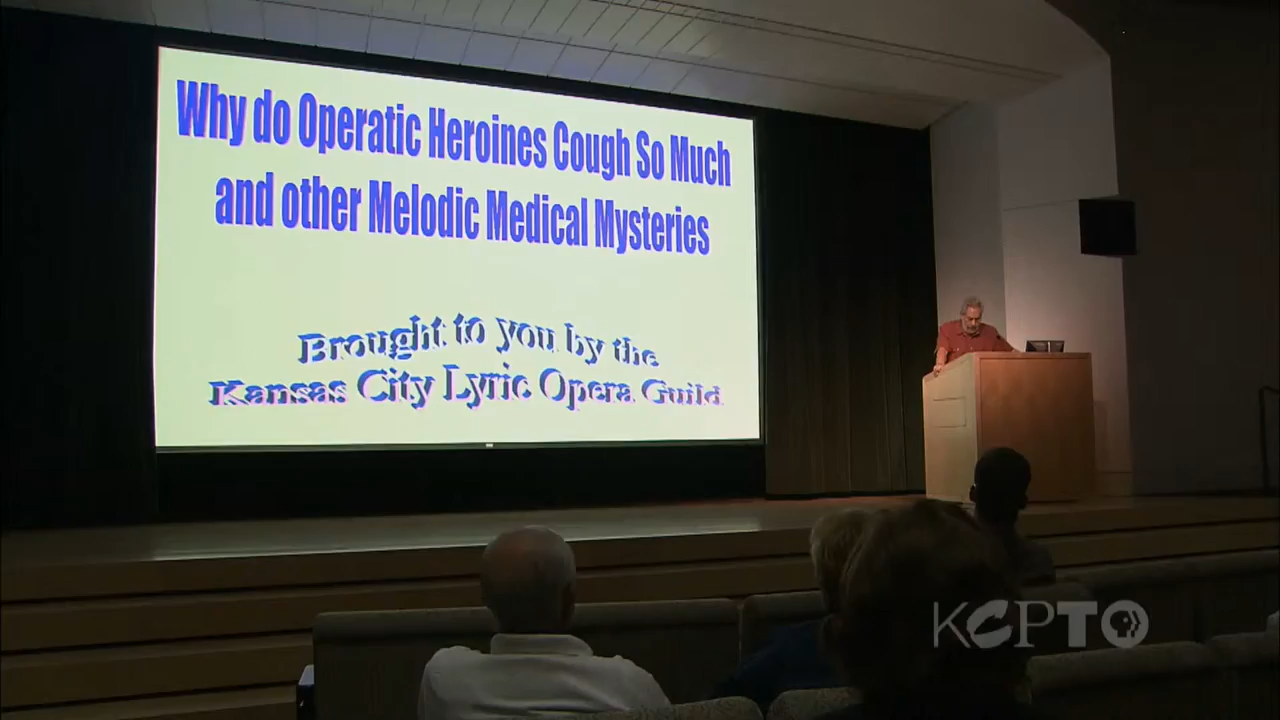 Why do Operatic Heroines Cough So Much
and other Melodic Medical Mysteries
Brought to you by the
Kansas City Lyric Opera Guild
KCPT